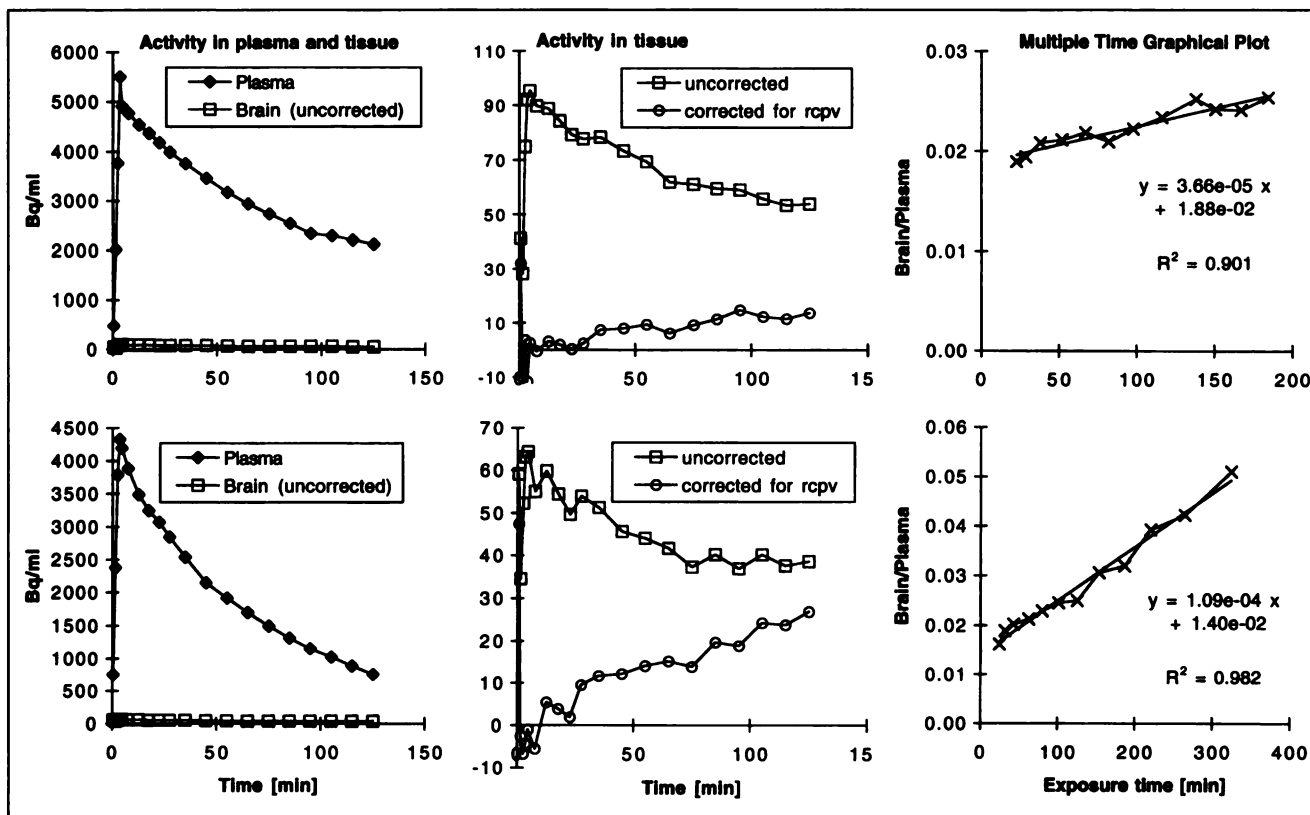 Activity in plasma and tissue
6000
5000
4000
3000
2000
1000
0
Bq/ml
Plasma
Brain (uncorrected)
0
50
100
150
Activity in tissue
110
90
70
50
30
10
-10
uncorrected
corrected for rcpv
50
100
15
Multiple Time Graphical Plot
0.03
0.02
0.01
0.00
Brain/Plasma
y = 3.66e-05 x
+ 1.88e-02
R² = 0.901
0
50
100
150
200
4500
4000
3500
3000
2500
2000
1500
1000
500
0
Bq/ml
Plasma
Brain (uncorrected)
0
50
100
150
Time [min]
70
60
50
40
30
20
10
0
-10
uncorrected
corrected for rcpv
50
100
15
Time [min]
0.06
0.05
0.04
0.03
0.02
0.01
0.00
Brain/Plasma
y = 1.09e-04 x
+ 1.40e-02
R² = 0.982
0
100
200
300
400
Exposure time [min]